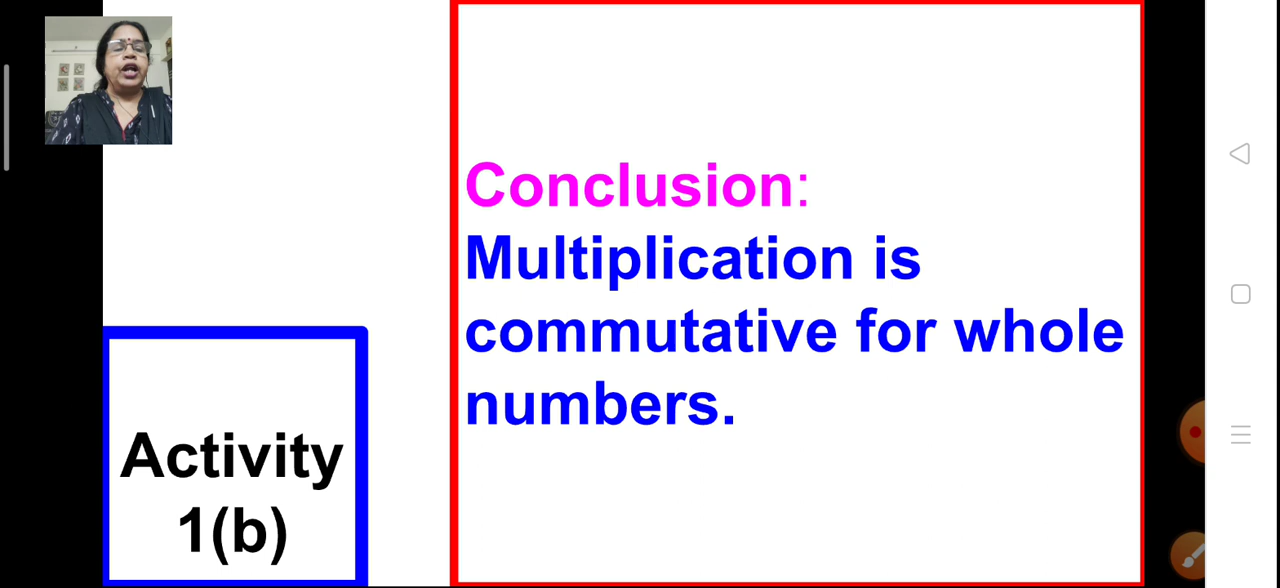 Conclusion:
Multiplication is
commutative for whole
numbers.
Activity
1(b)